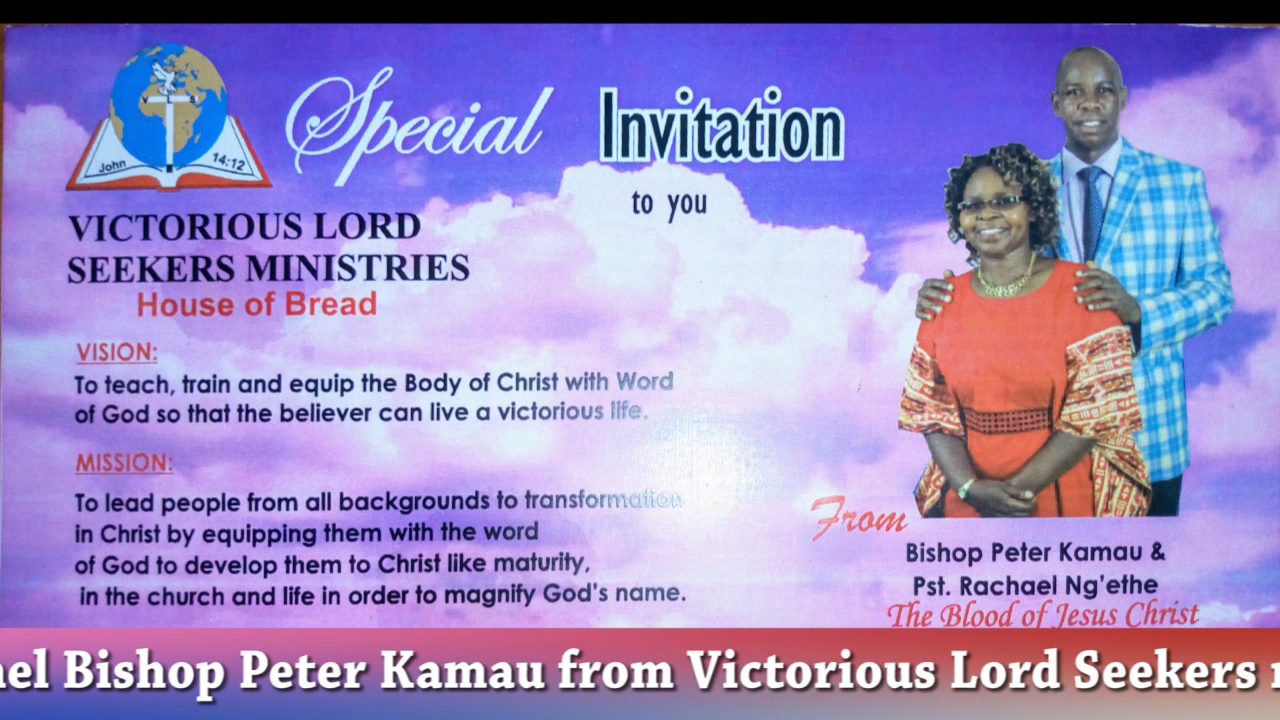 V L S
John 14:12
Special Invitation
to you
VICTORIOUS LORD
SEEKERS MINISTRIES
House of Bread
VISION:
To teach, train and equip the Body of Christ with Word
of God so that the believer can live a victorious life.
MISSION:
To lead people from all backgrounds to transformation
in Christ by equipping them with the word
of God to develop them to Christ like maturity,
in the church and life in order to magnify God's name.
From
Bishop Peter Kamau &
Pst. Rachael Ng'ethe
The Blood of Jesus Christ
Bishop Peter Kamau from Victorious Lord Seekers